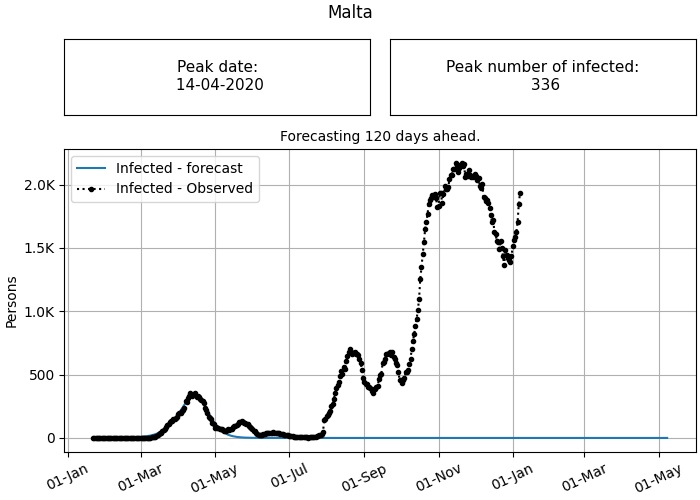 Malta
Peak date:
14-04-2020
Peak number of infected:
336
Forecasting 120 days ahead.
Infected - forecast
Infected - Observed
2.0K
1.5K
1.0K
500
0
Persons
01-Jan
01-Mar
01-May
01-Jul
01-Sep
01-Nov
01-Jan
01-Mar
01-May